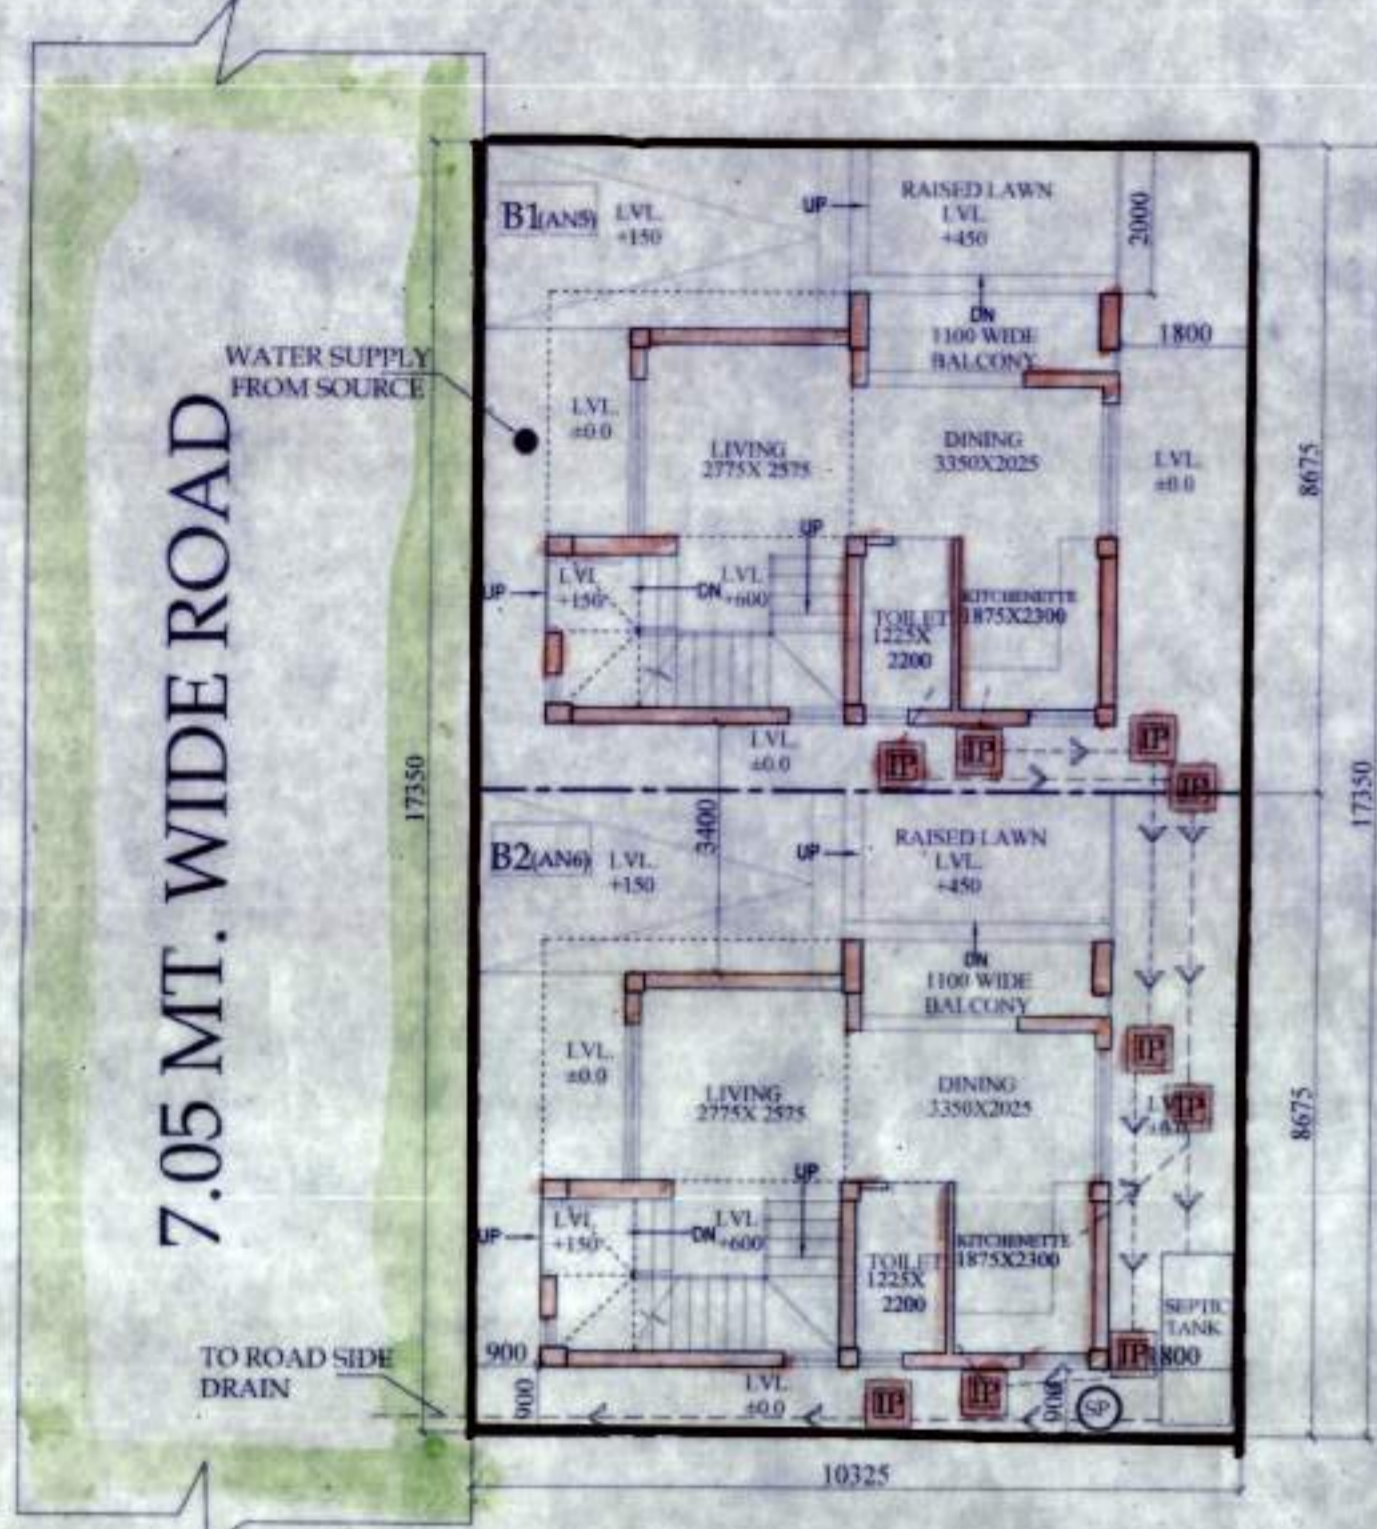 B1(AN5)
LVL.
+150
UP
RAISED LAWN
LVL.
+450
2000
DN
1100 WIDE
BALCONY
1800
WATER SUPPLY
FROM SOURCE
LVL.
±0.0
LIVING
2775X 2575
DINING
3350X2025
LVL.
±0.0
8675
UP
UP
LVL.
+150
DN
LVL
+600
TOILET
1225X
2200
KITCHENETTE
1875X2300
LVL.
±0.0
IP
IP
IP
IP
7.05 MT. WIDE ROAD
17350
17350
3400
B2(AN6)
LVL.
+150
UP
RAISED LAWN
LVL.
+450
DN
1100 WIDE
BALCONY
LVL.
±0.0
LIVING
2775X 2575
DINING
3350X2025
IP
IP
8675
UP
UP
LVL.
+150
DN
LVL
+600
TOILET
1225X
2200
KITCHENETTE
1875X2300
SEPTIC
TANK
TO ROAD SIDE
DRAIN
900
900
LVL
±0.0
IP
IP
IP
1800
900
SP
10325